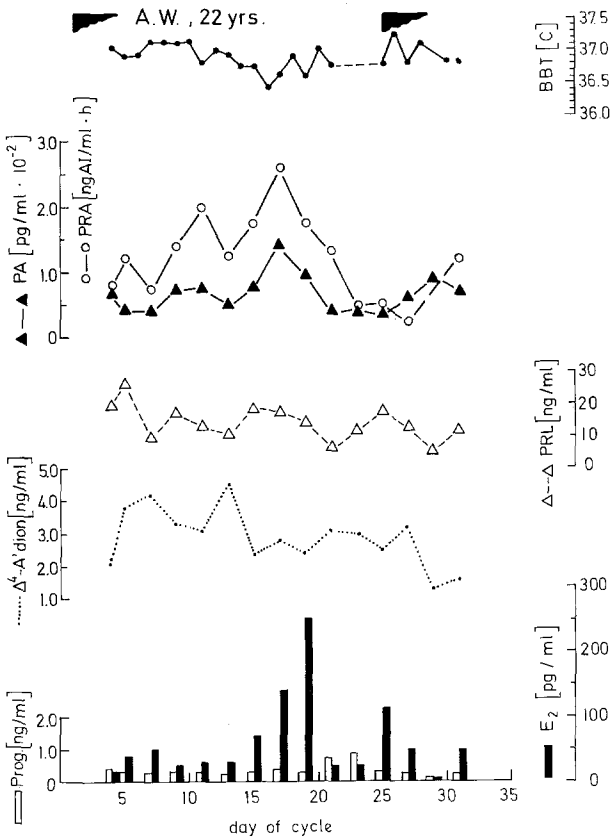 A.W., 22 yrs.
BBT [C]
37.5
37.0
36.5
36.0
▲—▲ PA [pg/ml · 10⁻²]
○—○ PRA [ngAI/ml · h]
3.0
2.0
1.0
0
△--△ PRL [ng/ml]
30
20
10
0
······ Δ⁴-A'dion [ng/ml]
5.0
4.0
3.0
2.0
1.0
Prog. [ng/ml]
2.0
1.0
0
E₂ [pg/ml]
300
200
100
0
5 10 15 20 25 30 35
day of cycle